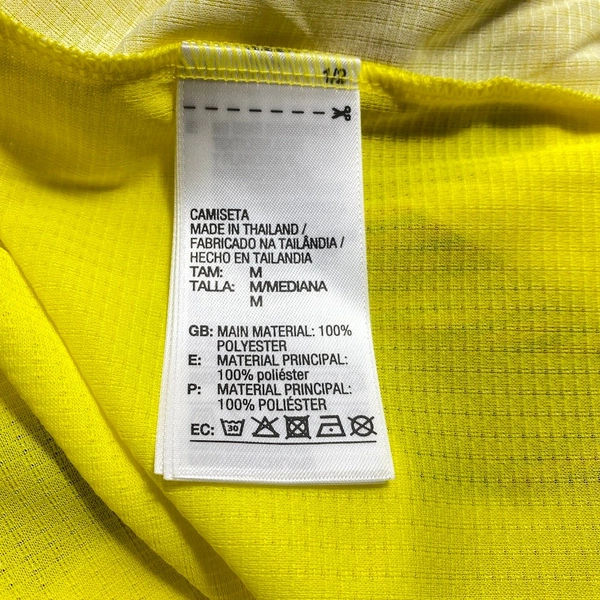 1/2
CAMISETA
MADE IN THAILAND /
FABRICADO NA TAILÂNDIA /
HECHO EN TAILANDIA
TAM: M
TALLA: M/MEDIANA
M
GB: MAIN MATERIAL: 100%
POLYESTER
E: MATERIAL PRINCIPAL:
100% poliéster
P: MATERIAL PRINCIPAL:
100% POLIÉSTER
EC: 30